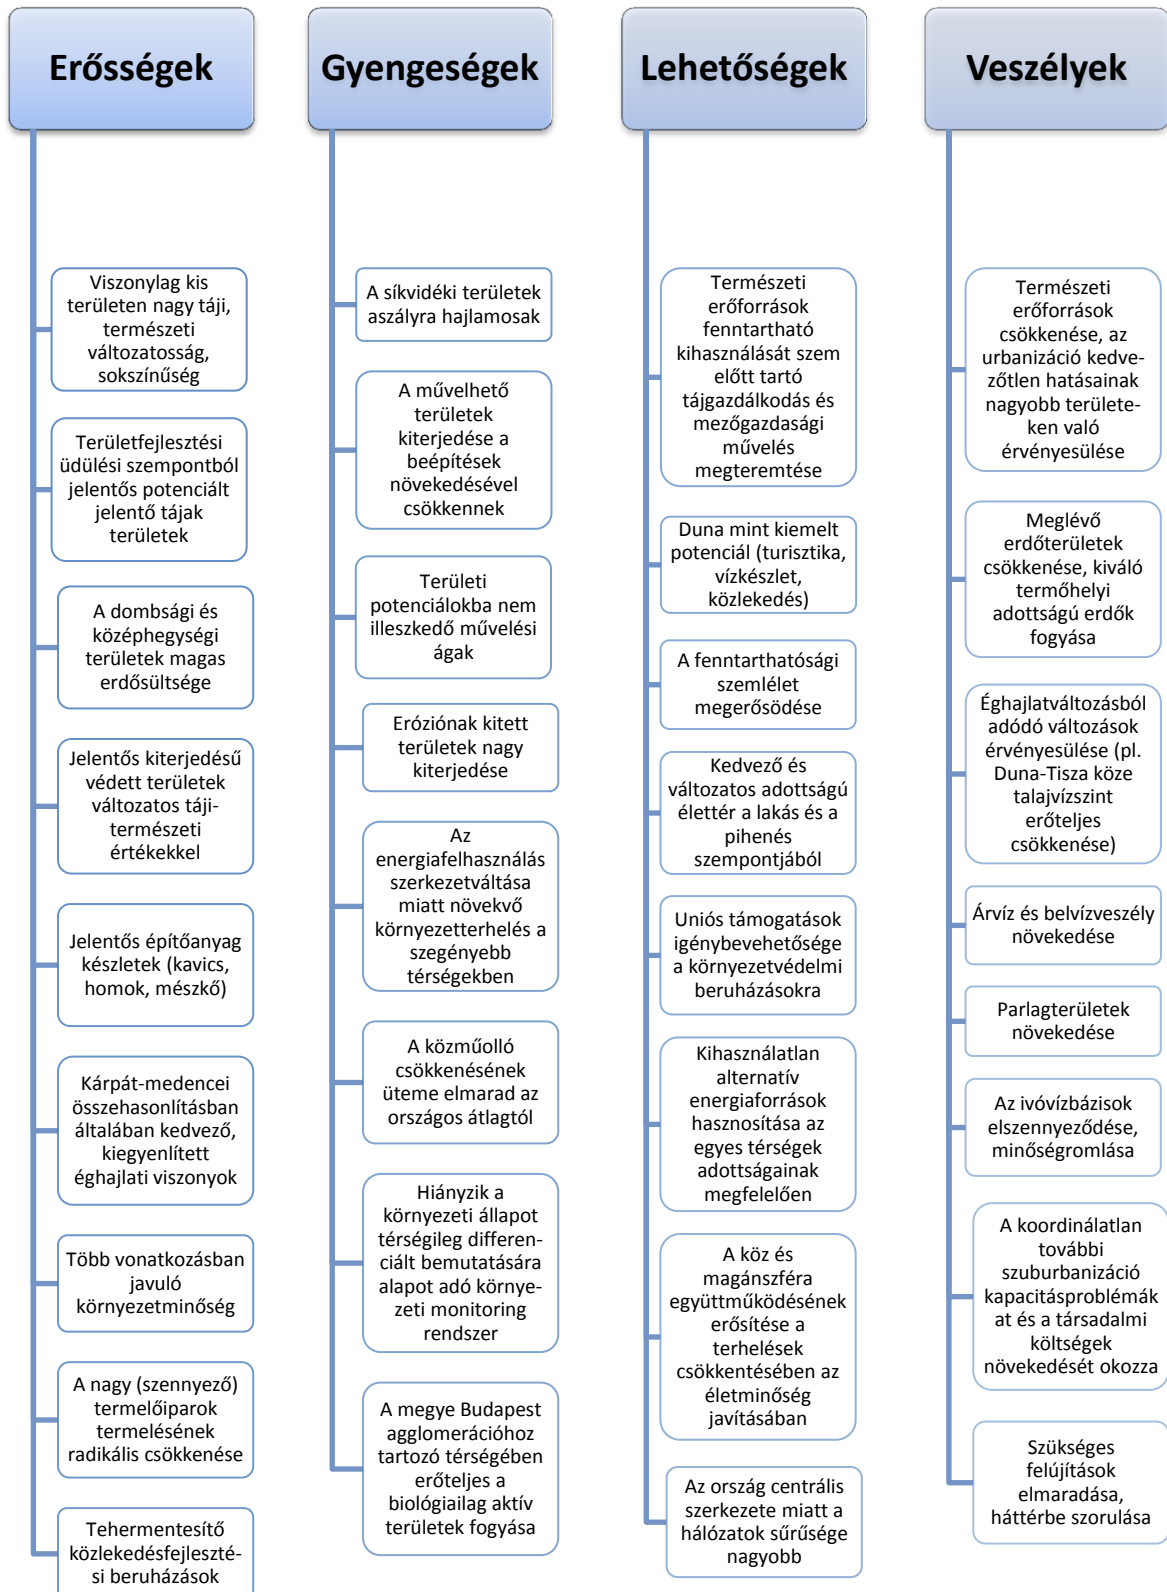 Erősségek
Viszonylag kis
területen nagy táji,
természeti
változatosság,
sokszínűség
Területfejlesztési
üdülési szempontból
jelentős potenciált
jelentő tájak
területek
A dombsági és
középhegységi
területek magas
erdősültsége
Jelentős kiterjedésű
védett területek
változatos táji-
természeti
értékekkel
Jelentős építőanyag
készletek (kavics,
homok, mészkő)
Kárpát-medencei
összehasonlításban
általában kedvező,
kiegyenlített
éghajlati viszonyok
Több vonatkozásban
javuló
környezetminőség
A nagy (szennyező)
termelőiparok
termelésének
radikális csökkenése
Tehermentesítő
közlekedésfejleszté-
si beruházások
Gyengeségek
A síkvidéki területek
aszályra hajlamosak
A művelhető
területek
kiterjedése a
beépítések
növekedésével
csökkennek
Területi
potenciálokba nem
illeszkedő művelési
ágak
Eróziónak kitett
területek nagy
kiterjedése
Az
energiafelhasználás
szerkezetváltása
miatt növekvő
környezetterhelés a
szegényebb
térségekben
A közműolló
csökkenésének
üteme elmarad az
országos átlagtól
Hiányzik a
környezeti állapot
térségileg differen-
ciált bemutatására
alapot adó környe-
zeti monitoring
rendszer
A megye Budapest
agglomerációhoz
tartozó térségében
erőteljes a
biológiailag aktív
területek fogyása
Lehetőségek
Természeti
erőforrások
fenntartható
kihasználását szem
előtt tartó
tájgazdálkodás és
mezőgazdasági
művelés
megteremtése
Duna mint kiemelt
potenciál (turisztika,
vízkészlet,
közlekedés)
A fenntarthatósági
szemlélet
megerősödése
Kedvező és
változatos adottságú
élettér a lakás és a
pihenés
szempontjából
Uniós támogatások
igénybevehetősége
a környezetvédelmi
beruházásokra
Kihasználatlan
alternatív
energiaforrások
hasznosítása az
egyes térségek
adottságainak
megfelelően
A köz és
magánszféra
együttműködésének
erősítése a
terhelések
csökkentésében az
életminőség
javításában
Az ország centrális
szerkezete miatt a
hálózatok sűrűsége
nagyobb
Veszélyek
Természeti
erőforrások
csökkenése, az
urbanizáció kedve-
zőtlen hatásainak
nagyobb területe-
ken való
érvényesülése
Meglévő
erdőterületek
csökkenése, kiváló
termőhelyi
adottságú erdők
fogyása
Éghajlatváltozásból
adódó változások
érvényesülése (pl.
Duna-Tisza köze
talajvízszint
erőteljes
csökkenése)
Árvíz és belvízveszély
növekedése
Parlagterületek
növekedése
Az ivóvízbázisok
elszennyeződése,
minőségromlása
A koordinálatlan
további
szuburbanizáció
kapacitásproblémák
at és a társadalmi
költségek
növekedését okozza
Szükséges
felújítások
elmaradása,
háttérbe szorulása